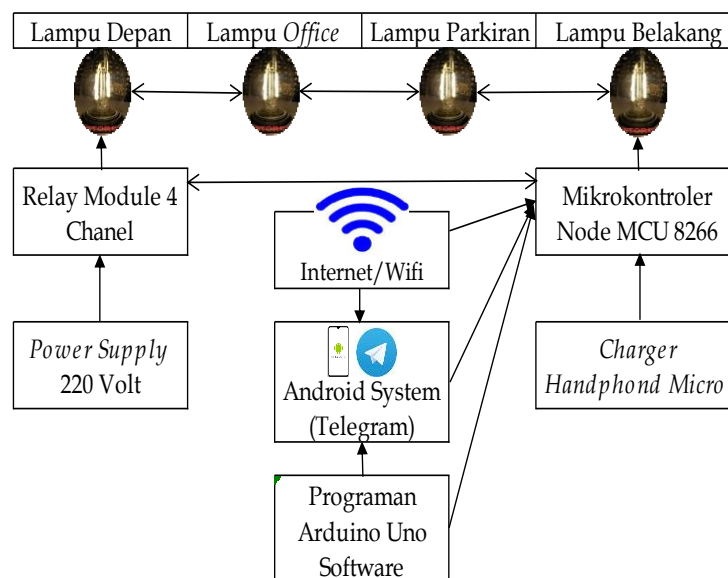 Lampu Depan
Lampu Office
Lampu Parkiran
Lampu Belakang
Relay Module 4
Chanel
Mikrokontroler
Node MCU 8266
Internet/Wifi
Power Supply
220 Volt
Android System
(Telegram)
Charger
Handphond Micro
Programan
Arduino Uno
Software